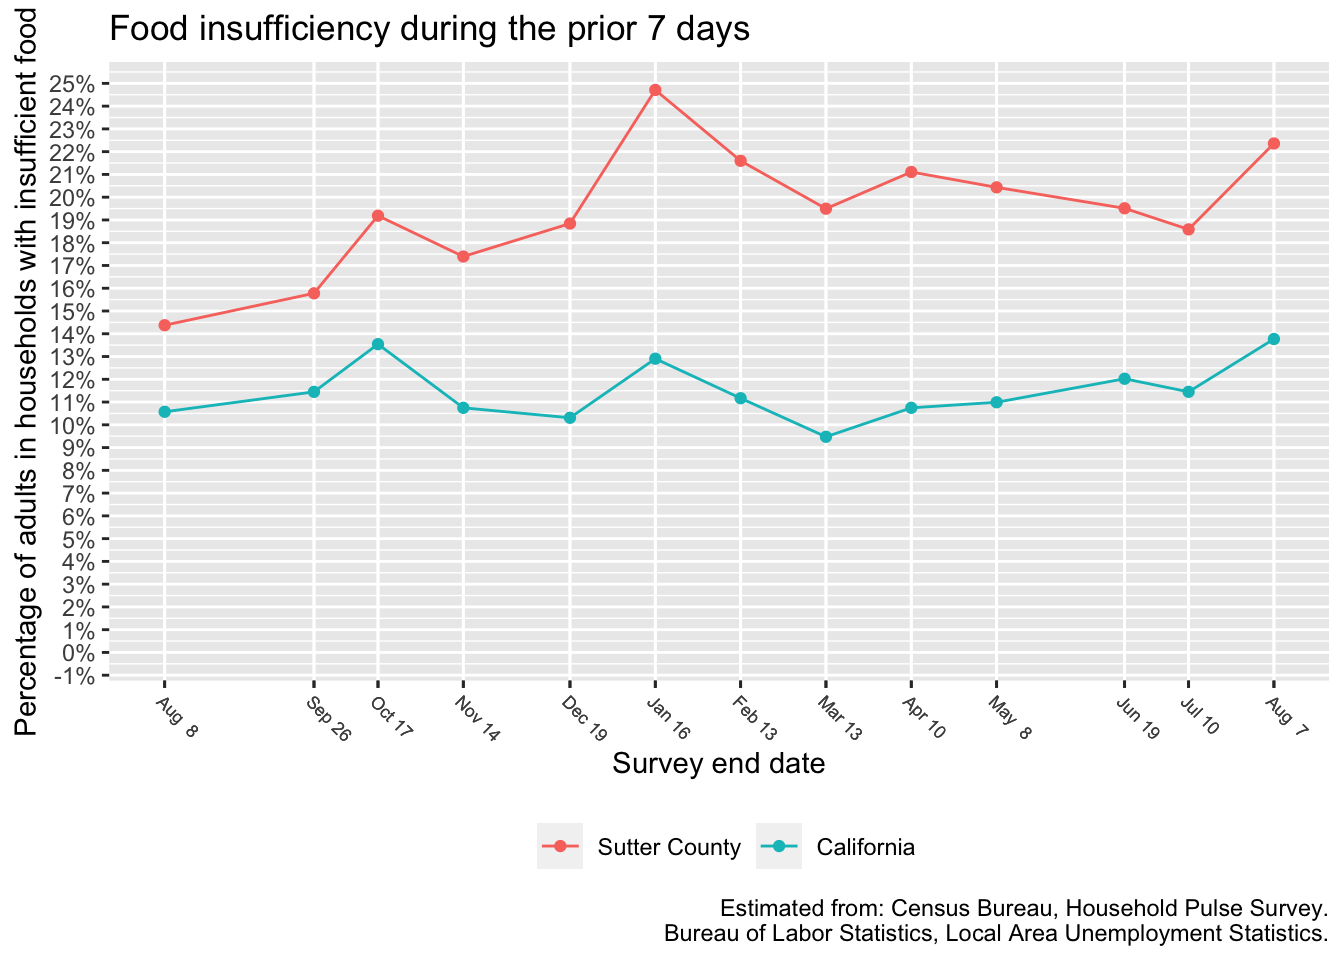 Food insufficiency during the prior 7 days
Percentage of adults in households with insufficient food
25%
24%
23%
22%
21%
20%
19%
18%
17%
16%
15%
14%
13%
12%
11%
10%
9%
8%
7%
6%
5%
4%
3%
2%
1%
0%
-1%
Aug 8
Sep 26
Oct 17
Nov 14
Dec 19
Jan 16
Feb 13
Mar 13
Apr 10
May 8
Jun 19
Jul 10
Aug 7
Survey end date
Sutter County
California
Estimated from: Census Bureau, Household Pulse Survey.
Bureau of Labor Statistics, Local Area Unemployment Statistics.